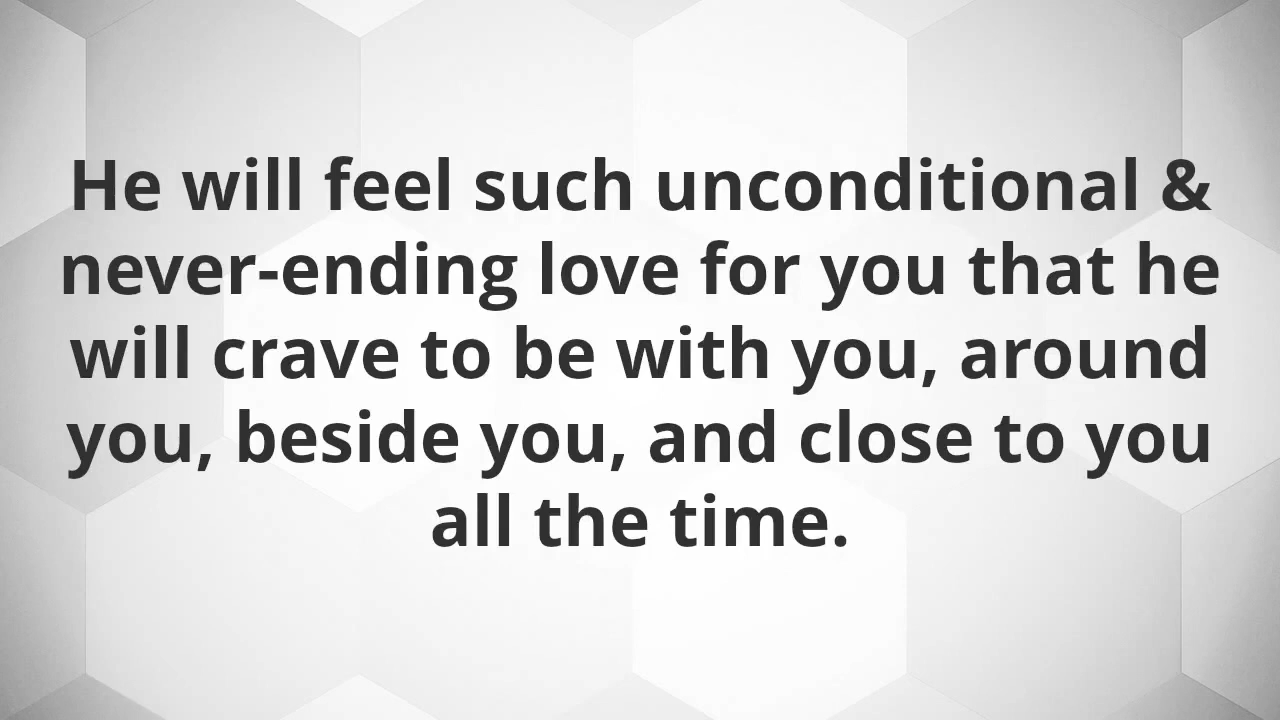 He will feel such unconditional &
never-ending love for you that he
will crave to be with you, around
you, beside you, and close to you
all the time.